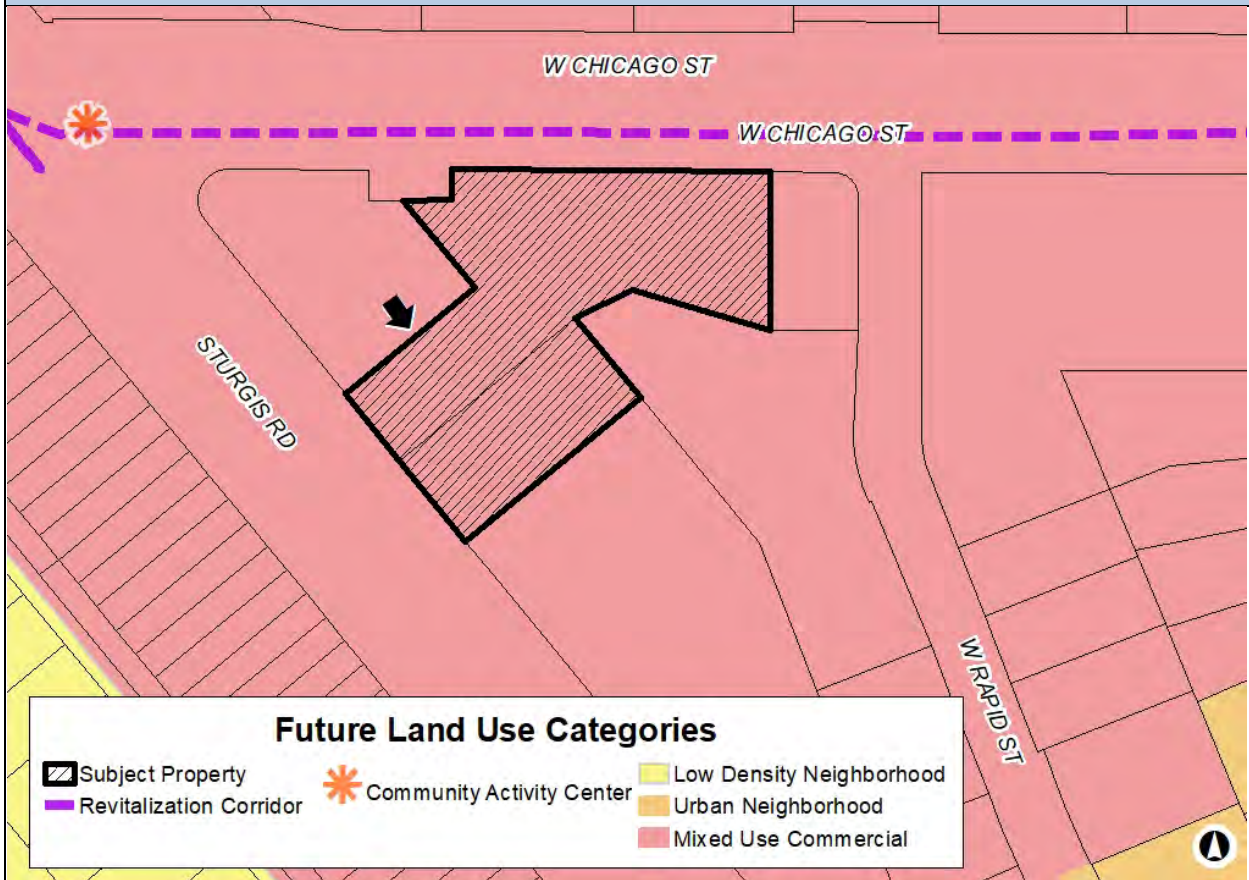 W CHICAGO ST
W CHICAGO ST
STURGIS RD
W RAPID ST
Future Land Use Categories
Subject Property
Revitalization Corridor
Community Activity Center
Low Density Neighborhood
Urban Neighborhood
Mixed Use Commercial